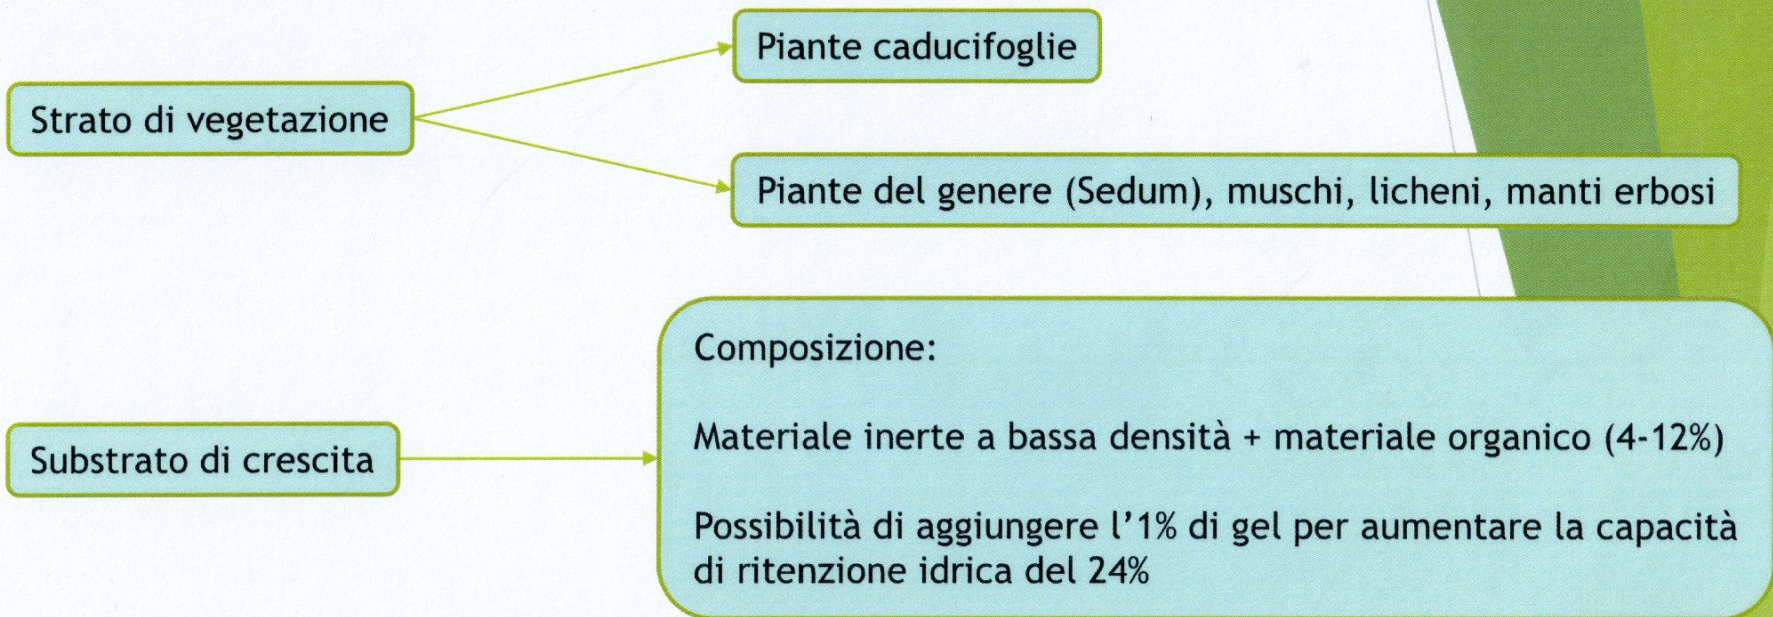 Piante caducifoglie
Strato di vegetazione
Piante del genere (Sedum), muschi, licheni, manti erbosi
Composizione:
Materiale inerte a bassa densità + materiale organico (4-12%)
Substrato di crescita
Possibilità di aggiungere l’1% di gel per aumentare la capacità
di ritenzione idrica del 24%